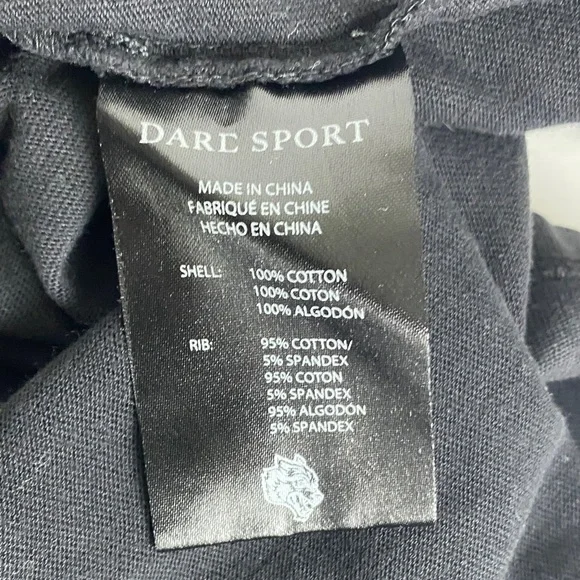 DARE SPORT
MADE IN CHINA
FABRIQUÉ EN CHINE
HECHO EN CHINA
SHELL: 100% COTTON
100% COTON
100% ALGODÓN
RIB: 95% COTTON/
5% SPANDEX
95% COTON
5% SPANDEX
95% ALGODÓN
5% SPANDEX